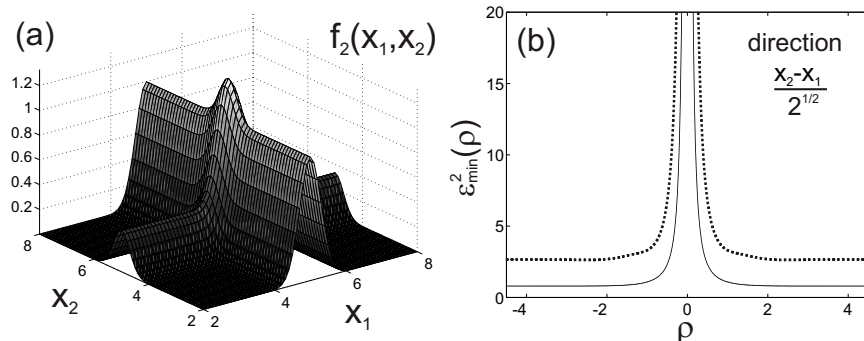 (a)
f₂(x₁,x₂)
1.2
1
0.8
0.6
0.4
0.2
8
6
4
2
x₂
2
4
6
8
x₁
(b)
direction
x₂-x₁
2^1/2
ε²min(ρ)
20
15
10
5
0
-4
-2
0
2
4
ρ